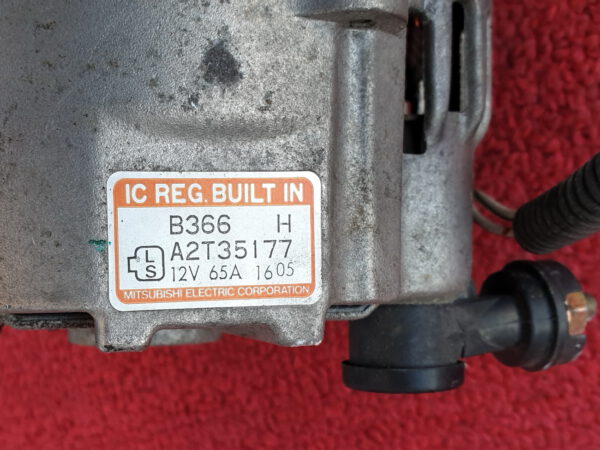 IC REG. BUILT IN
B366 H
L
S
A2T35177
12V 65A 1605
MITSUBISHI ELECTRIC CORPORATION